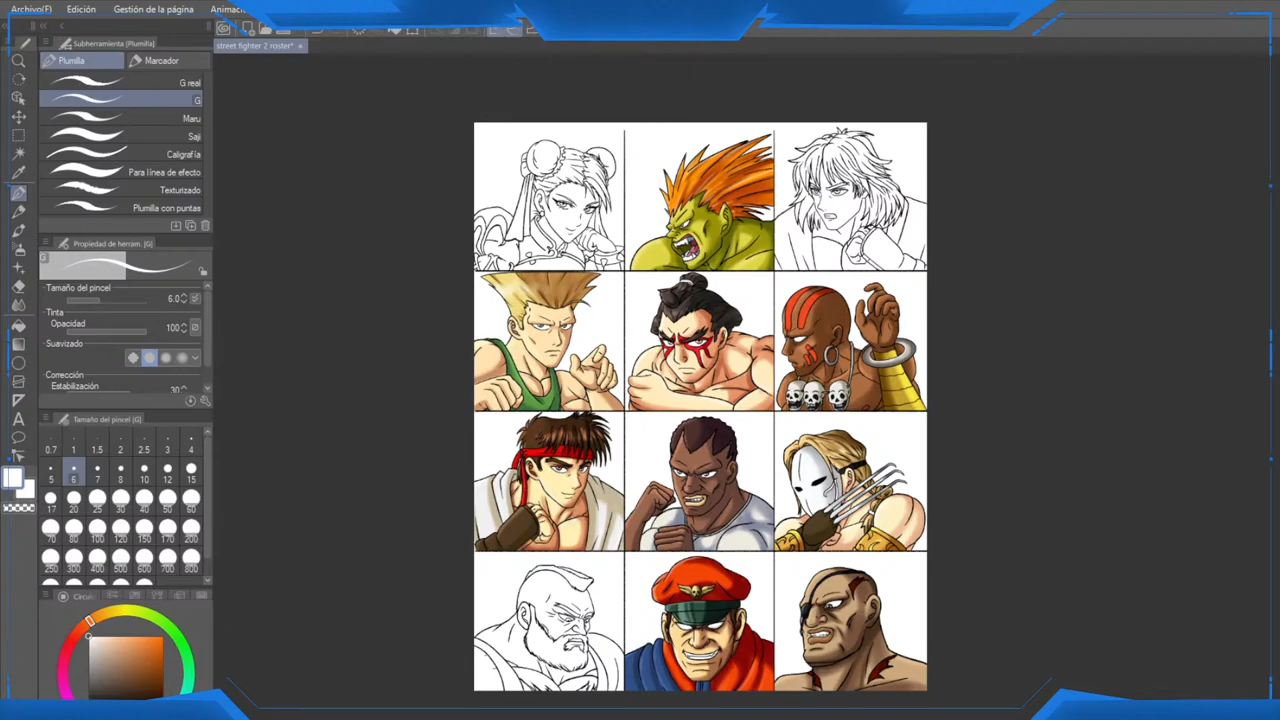 Archivo(F) Edición Gestión de la página Animació
Subherramienta (Plumilla)
street fighter 2 roster*
Plumilla Marcador
G real
G
Maru
Saji
Caligrafía
Para línea de efecto
Texturizado
Plumilla con puntas
Propiedad de herram. [G]
G
Tamaño del pincel
6.0
Tinta
Opacidad
100
Suavizado
Corrección
Estabilización
30
Tamaño del pincel [G]
0.7 1 1.5 2 2.5 3 4
5 6 7 8 10 12 15
17 20 25 30 40 50 60
70 80 100 120 150 170 200
250 300 400 500 600 700 800
Círculo